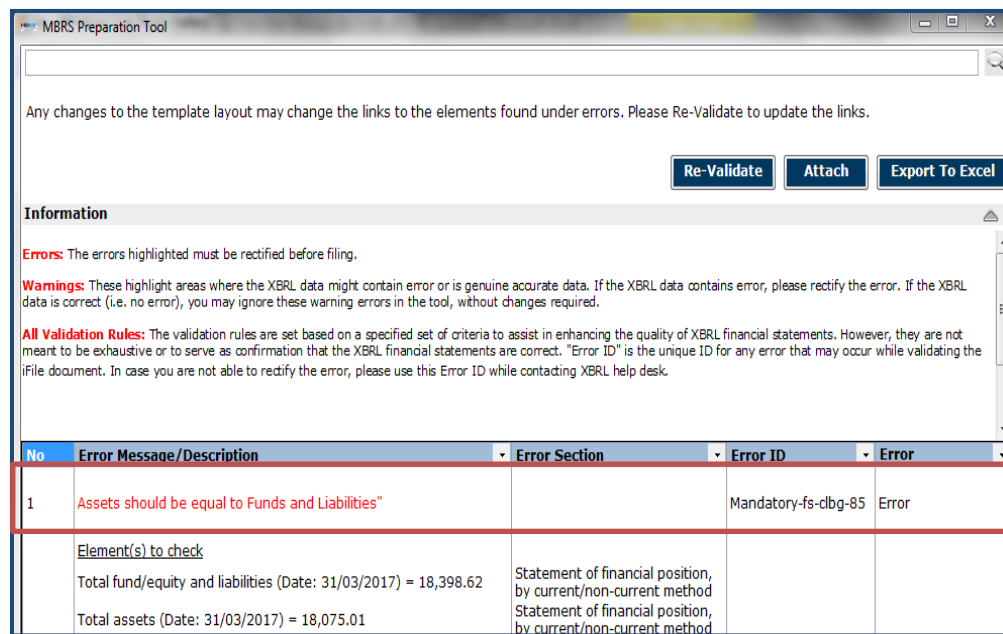 MBRS Preparation Tool
Any changes to the template layout may change the links to the elements found under errors. Please Re-Validate to update the links.
Re-Validate
Attach
Export To Excel
Information
Errors: The errors highlighted must be rectified before filing.
Warnings: These highlight areas where the XBRL data might contain error or is genuine accurate data. If the XBRL data contains error, please rectify the error. If the XBRL
data is correct (i.e. no error), you may ignore these warning errors in the tool, without changes required.
All Validation Rules: The validation rules are set based on a specified set of criteria to assist in enhancing the quality of XBRL financial statements. However, they are not
meant to be exhaustive or to serve as confirmation that the XBRL financial statements are correct. "Error ID" is the unique ID for any error that may occur while validating the
iFile document. In case you are not able to rectify the error, please use this Error ID while contacting XBRL help desk.
No Error Message/Description Error Section Error ID Error
1 Assets should be equal to Funds and Liabilities" Mandatory-fs-clbg-85 Error
Element(s) to check
Total fund/equity and liabilities (Date: 31/03/2017) = 18,398.62
Statement of financial position,
by current/non-current method
Total assets (Date: 31/03/2017) = 18,075.01
Statement of financial position,
by current/non-current method